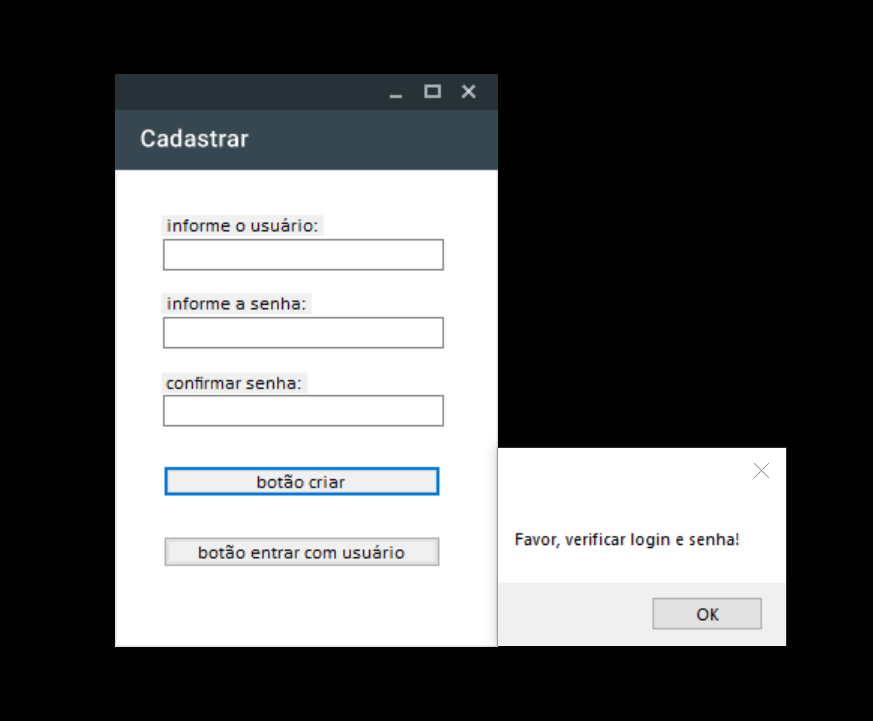 Cadastrar
informe o usuário:
informe a senha:
confirmar senha:
botão criar
botão entrar com usuário
Favor, verificar login e senha!
OK